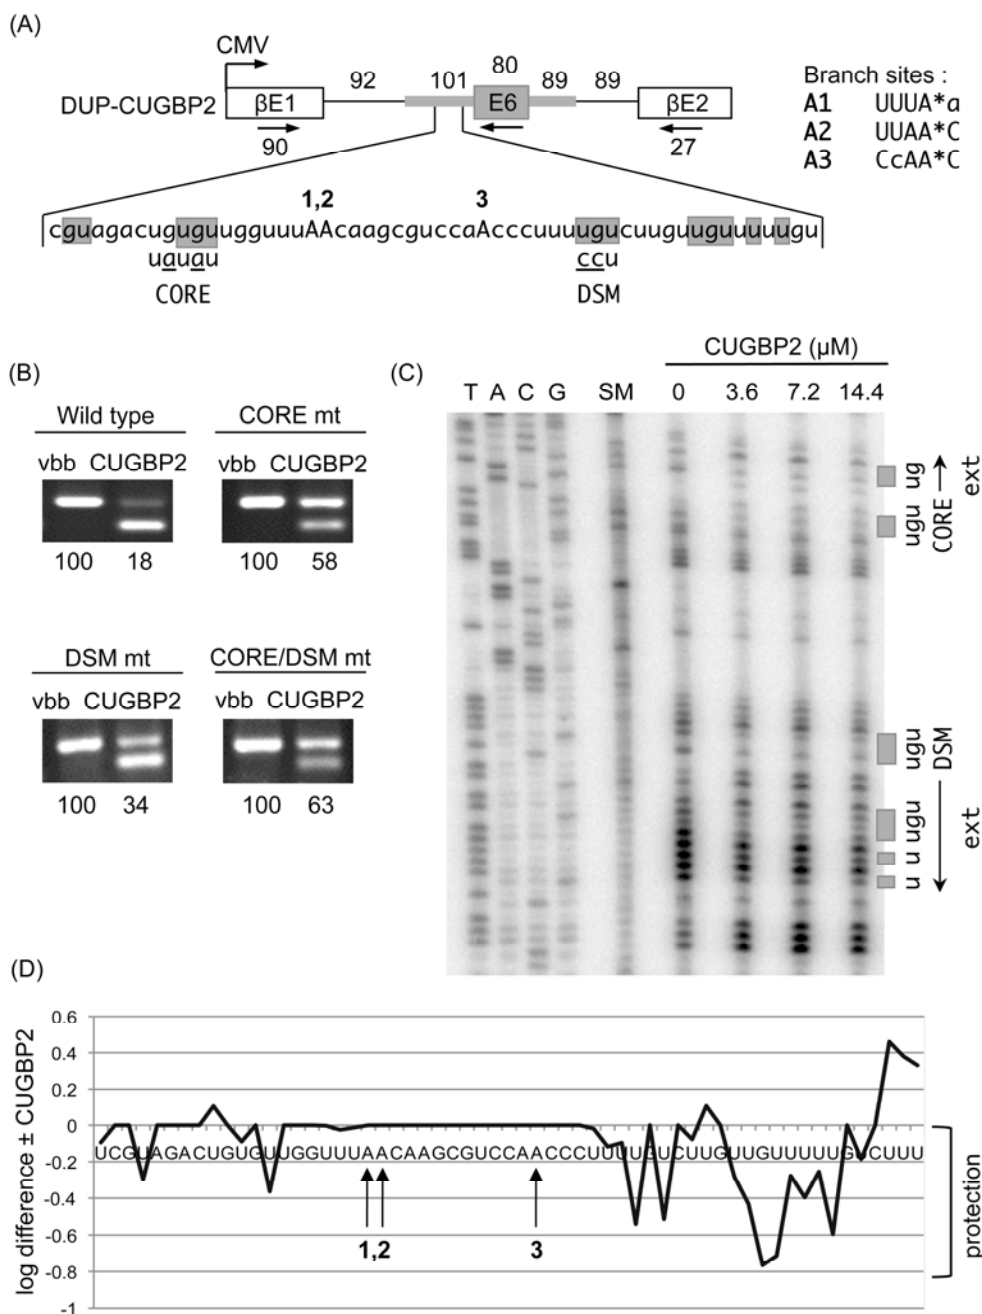 (A)
CMV
DUP-CUGBP2
βE1
92
101
80
E6
89
89
βE2
90
27
Branch sites :
A1 UUUA*a
A2 UUAA*C
A3 CcAA*C
1,2
3
cguagacuguguugguuuAAcaagcguccaAcccuuuugucuuguuguuuuugu
uauau
ccu
CORE
DSM
(B)
Wild type
CORE mt
vbb CUGBP2
vbb CUGBP2
100 18
100 58
DSM mt
CORE/DSM mt
vbb CUGBP2
vbb CUGBP2
100 34
100 63
(C)
CUGBP2 (µM)
T A C G SM 0 3.6 7.2 14.4
ug
ugu
CORE
ext
ugu
DSM
ugu
u
u
ext
(D)
log difference ± CUGBP2
0.6
0.4
0.2
0
-0.2
-0.4
-0.6
-0.8
-1
UCGUAGACUGUGUUGGUUUAACAAGCGUCCAACCCUUUUGUCUUGUUGUUUUUGUCUUU
1,2
3
protection